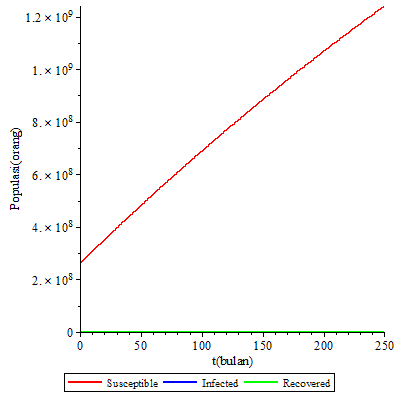 1.2 × 10⁹
1. × 10⁹
8. × 10⁸
6. × 10⁸
4. × 10⁸
2. × 10⁸
0
Populasi(orang)
0 50 100 150 200 250
t(bulan)
Susceptible Infected Recovered